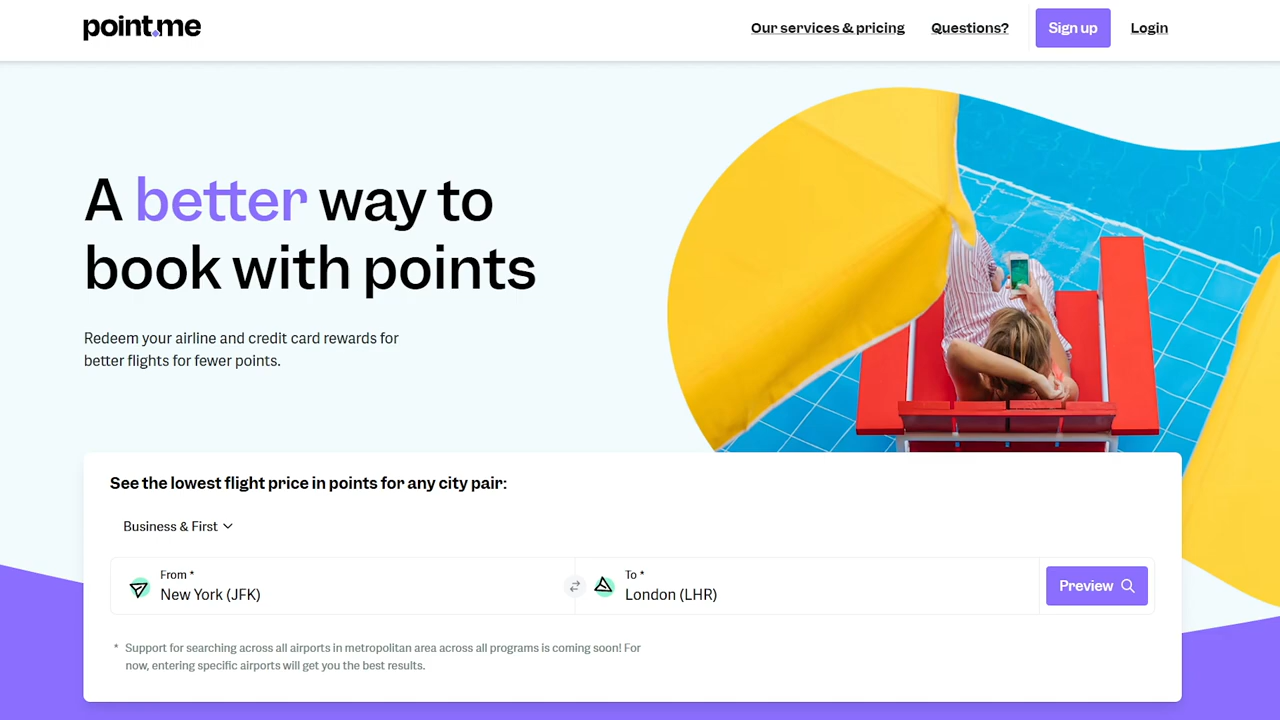 point.me
Our services & pricing
Questions?
Sign up
Login
A better way to
book with points
Redeem your airline and credit card rewards for
better flights for fewer points.
See the lowest flight price in points for any city pair:
Business & First
From *
New York (JFK)
To *
London (LHR)
Preview
* Support for searching across all airports in metropolitan area across all programs is coming soon! For
now, entering specific airports will get you the best results.